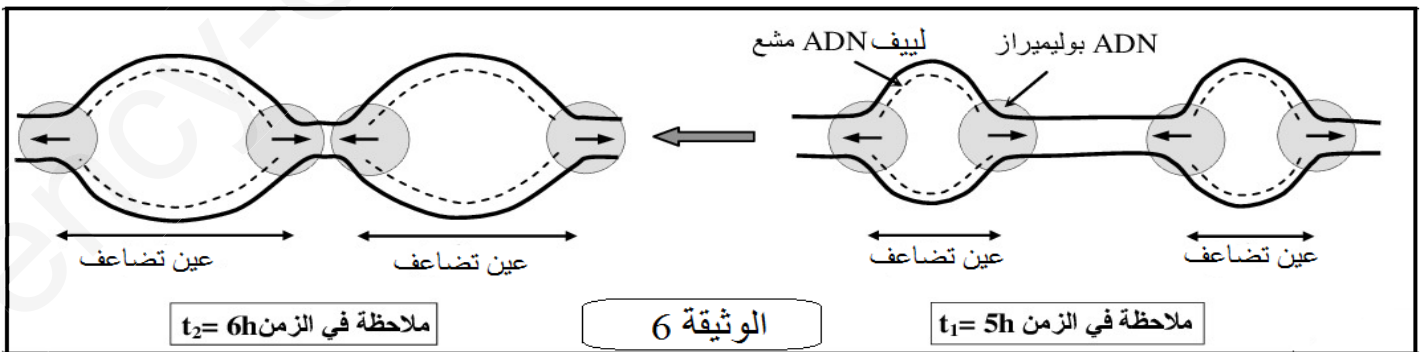 ADN بوليميراز
لييف ADN مشع
عين تضاعف
عين تضاعف
عين تضاعف
عين تضاعف
ملاحظة في الزمن t₁= 5h
الوثيقة 6
ملاحظة في الزمن t₂= 6h